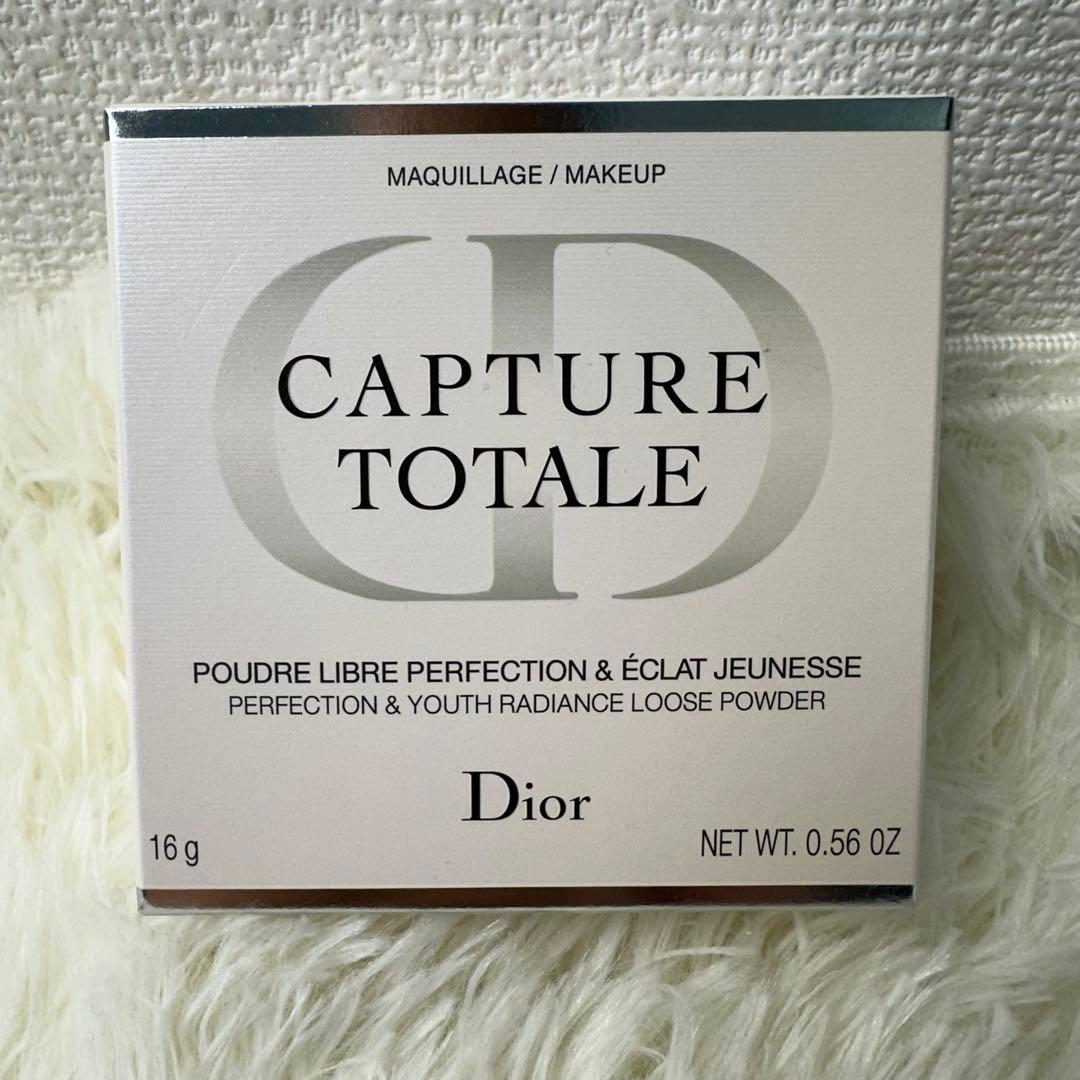 MAQUILLAGE / MAKEUP
CD
CAPTURE
TOTALE
POUDRE LIBRE PERFECTION & ÉCLAT JEUNESSE
PERFECTION & YOUTH RADIANCE LOOSE POWDER
Dior
16 g
NET WT. 0.56 OZ